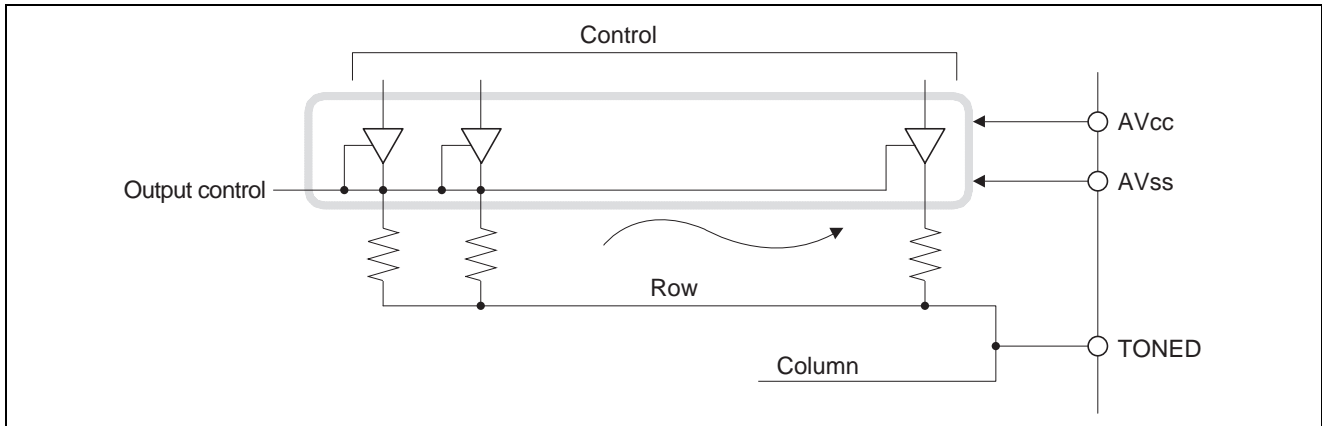 Control
AVcc
AVss
Output control
Row
TONED
Column